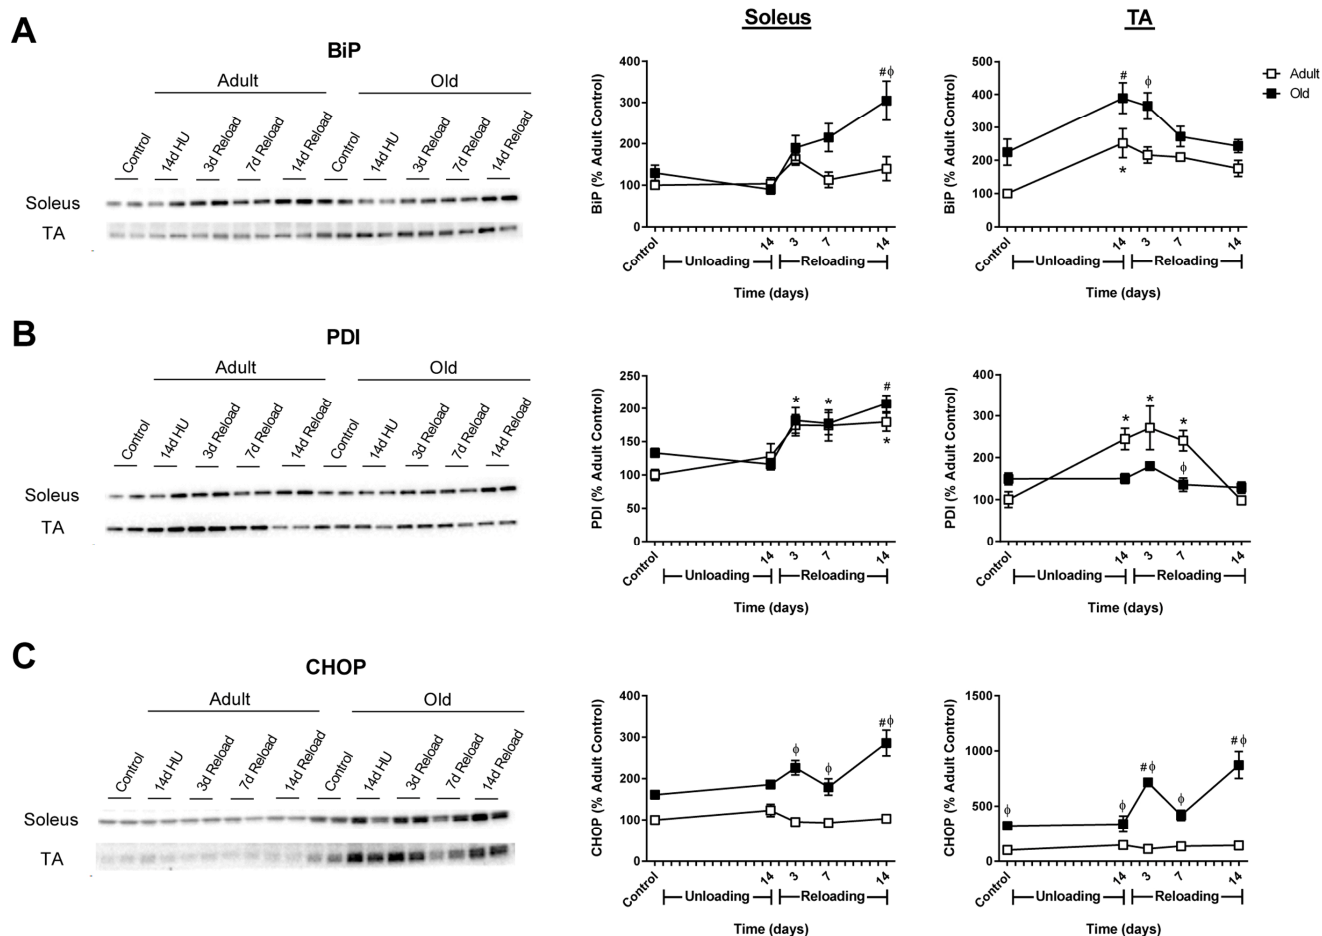 A
BiP
Adult
Old
Control
14d HU
3d Reload
7d Reload
14d Reload
Control
14d HU
3d Reload
7d Reload
14d Reload
Soleus
TA
Soleus
BiP (% Adult Control)
400
300
200
100
0
#ϕ
Control
14
3
7
14
Unloading
Reloading
Time (days)
TA
BiP (% Adult Control)
500
400
300
200
100
0
#
ϕ
*
Control
14
3
7
14
Unloading
Reloading
Time (days)
Adult
Old
B
PDI
Adult
Old
Control
14d HU
3d Reload
7d Reload
14d Reload
Control
14d HU
3d Reload
7d Reload
14d Reload
Soleus
TA
PDI (% Adult Control)
250
200
150
100
50
0
*
*
#
*
Control
14
3
7
14
Unloading
Reloading
Time (days)
PDI (% Adult Control)
400
300
200
100
0
*
*
*
ϕ
Control
14
3
7
14
Unloading
Reloading
Time (days)
C
CHOP
Adult
Old
Control
14d HU
3d Reload
7d Reload
14d Reload
Control
14d HU
3d Reload
7d Reload
14d Reload
Soleus
TA
CHOP (% Adult Control)
400
300
200
100
0
ϕ
ϕ
#ϕ
Control
14
3
7
14
Unloading
Reloading
Time (days)
CHOP (% Adult Control)
1500
1000
500
0
ϕ
ϕ
#ϕ
ϕ
#ϕ
Control
14
3
7
14
Unloading
Reloading
Time (days)